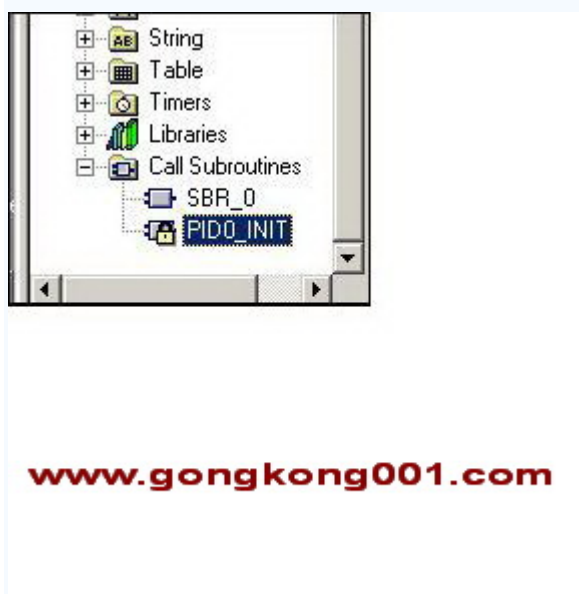 String
Table
Timers
Libraries
Call Subroutines
SBR_0
PID0_INIT
www.gongkong001.com